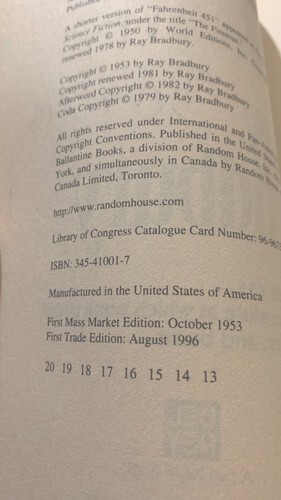 A shorter version of "Fahrenheit 451" appeared
Science Fiction, under the title "The Fireman."
Copyright © 1950 by World Editions, Inc.
renewed 1978 by Ray Bradbury.
Copyright © 1953 by Ray Bradbury
Copyright renewed 1981 by Ray Bradbury
Afterword Copyright © 1982 by Ray Bradbury
Coda Copyright © 1979 by Ray Bradbury
All rights reserved under International and
Copyright Conventions. Published in the United
Ballantine Books, a division of Random House, Inc.
York, and simultaneously in Canada by Random
Canada Limited, Toronto.
http://www.randomhouse.com
Library of Congress Catalogue Card Number:
ISBN: 345-41001-7
Manufactured in the United States of America
First Mass Market Edition: October 1953
First Trade Edition: August 1996
20 19 18 17 16 15 14 13